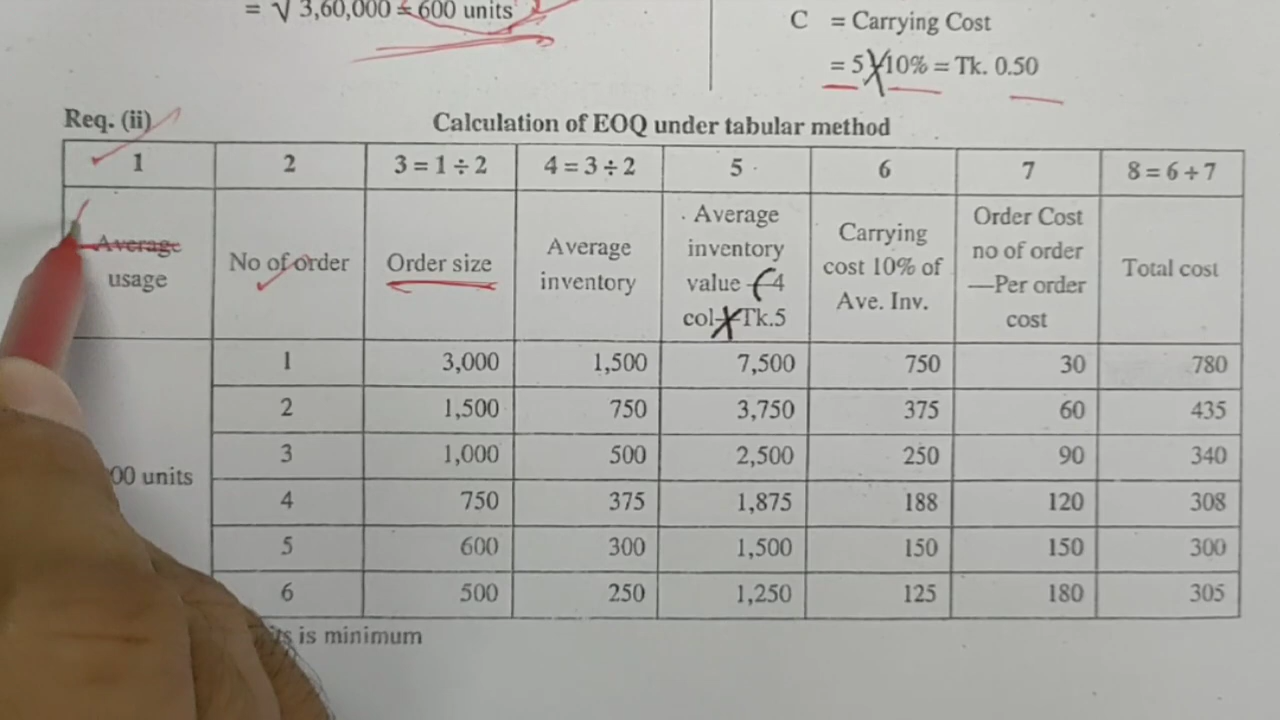 = √ 3,60,000 = 600 units
C = Carrying Cost
= 5 X 10% = Tk. 0.50
Req. (ii)
Calculation of EOQ under tabular method
1 2 3 = 1 ÷ 2 4 = 3 ÷ 2 5 6 7 8 = 6 + 7
Average
usage
No of order
Order size
Average
inventory
Average
inventory
value (4
col X Tk.5
Carrying
cost 10% of
Ave. Inv.
Order Cost
no of order
—Per order
cost
Total cost
00 units
1 3,000 1,500 7,500 750 30 780
2 1,500 750 3,750 375 60 435
3 1,000 500 2,500 250 90 340
4 750 375 1,875 188 120 308
5 600 300 1,500 150 150 300
6 500 250 1,250 125 180 305
is minimum